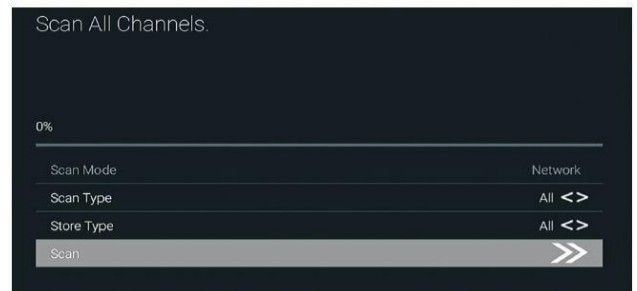 Scan All Channels.
0%
Scan Mode Network
Scan Type All <>
Store Type All <>
Scan